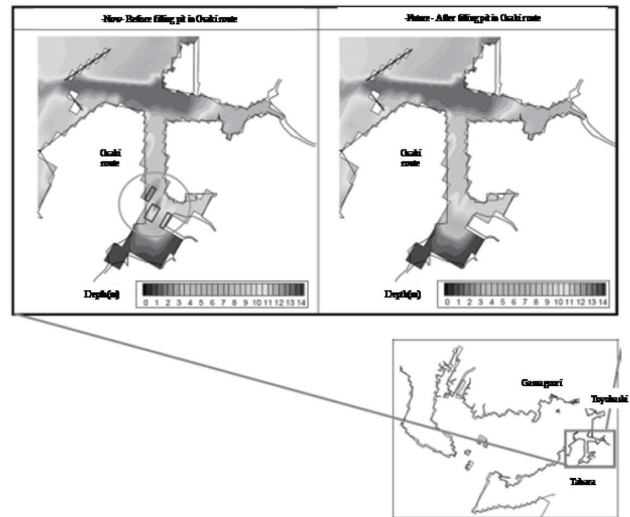 -Now- Before filling pit in Osaki route
-Future - After filling pit in Osaki route
Osaki
route
Osaki
route
Depth(m)
0 1 2 3 4 5 6 7 8 9 10 11 12 13 14
Depth(m)
0 1 2 3 4 5 6 7 8 9 10 11 12 13 14
Gamagori
Toyohashi
Tahara